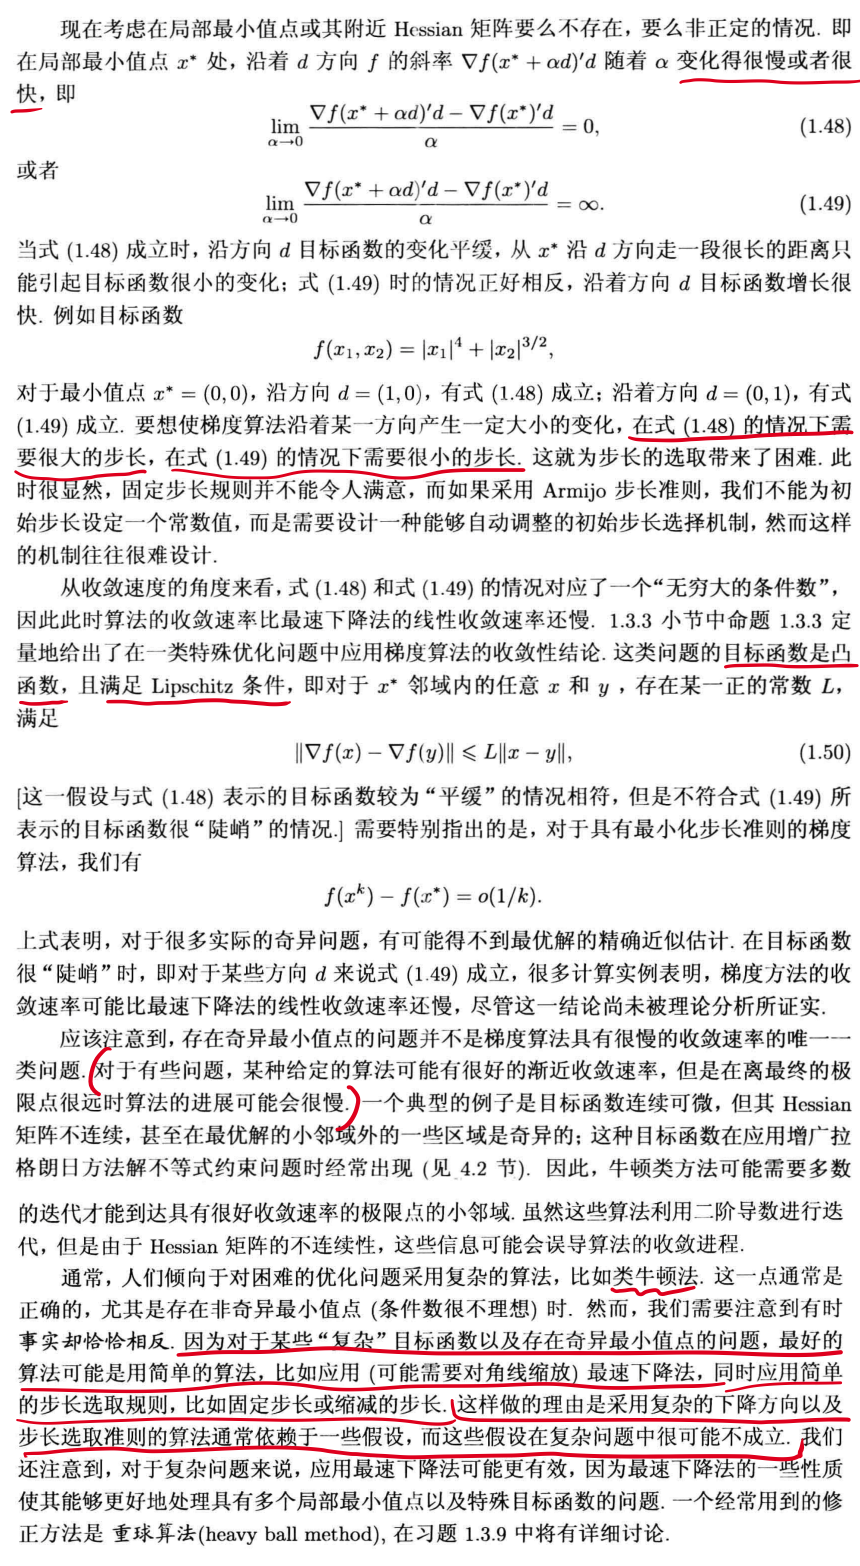 现在考虑在局部最小值点或其附近 Hessian 矩阵要么不存在，要么非正定的情况. 即
在局部最小值点 x* 处，沿着 d 方向 f 的斜率 ∇f(x* + αd)′d 随着 α 变化得很慢或者很
快，即
lim_{α→0} (∇f(x* + αd)′d − ∇f(x*)′d)/α = 0, (1.48)
或者
lim_{α→0} (∇f(x* + αd)′d − ∇f(x*)′d)/α = ∞. (1.49)
当式 (1.48) 成立时，沿方向 d 目标函数的变化平缓，从 x* 沿 d 方向走一段很长的距离只
能引起目标函数很小的变化；式 (1.49) 时的情况正好相反，沿着方向 d 目标函数增长很
快. 例如目标函数
f(x₁, x₂) = |x₁|⁴ + |x₂|^{3/2},
对于最小值点 x* = (0,0)，沿方向 d = (1,0)，有式 (1.48) 成立；沿着方向 d = (0,1)，有式
(1.49) 成立. 要想使梯度算法沿着某一方向产生一定大小的变化，在式 (1.48) 的情况下需
要很大的步长，在式 (1.49) 的情况下需要很小的步长. 这就为步长的选取带来了困难. 此
时很显然，固定步长规则并不能令人满意，而如果采用 Armijo 步长准则，我们不能为初
始步长设定一个常数值，而是需要设计一种能够自动调整的初始步长选择机制，然而这样
的机制往往很难设计.
从收敛速度的角度来看，式 (1.48) 和式 (1.49) 的情况对应了一个“无穷大的条件数”，
因此此时算法的收敛速率比最速下降法的线性收敛速率还慢. 1.3.3 小节中命题 1.3.3 定
量地给出了在一类特殊优化问题中应用梯度算法的收敛性结论. 这类问题的目标函数是凸
函数，且满足 Lipschitz 条件，即对于 x* 邻域内的任意 x 和 y ，存在某一正的常数 L，
满足
‖∇f(x) − ∇f(y)‖ ⩽ L‖x − y‖, (1.50)
[这一假设与式 (1.48) 表示的目标函数较为“平缓”的情况相符，但是不符合式 (1.49) 所
表示的目标函数很“陡峭”的情况.] 需要特别指出的是，对于具有最小化步长准则的梯度
算法，我们有
f(xᵏ) − f(x*) = o(1/k).
上式表明，对于很多实际的奇异问题，有可能得不到最优解的精确近似估计. 在目标函数
很“陡峭”时，即对于某些方向 d 来说式 (1.49) 成立，很多计算实例表明，梯度方法的收
敛速率可能比最速下降法的线性收敛速率还慢，尽管这一结论尚未被理论分析所证实.
应该注意到，存在奇异最小值点的问题并不是梯度算法具有很慢的收敛速率的唯一一
类问题. 对于有些问题，某种给定的算法可能有很好的渐近收敛速率，但是在离最终的极
限点很远时算法的进展可能会很慢. 一个典型的例子是目标函数连续可微，但其 Hessian
矩阵不连续，甚至在最优解的小邻域外的一些区域是奇异的；这种目标函数在应用增广拉
格朗日方法解不等式约束问题时经常出现 (见 4.2 节). 因此，牛顿类方法可能需要多数
的迭代才能到达具有很好收敛速率的极限点的小邻域. 虽然这些算法利用二阶导数进行迭
代，但是由于 Hessian 矩阵的不连续性，这些信息可能会误导算法的收敛进程.
通常，人们倾向于对困难的优化问题采用复杂的算法，比如类牛顿法. 这一点通常是
正确的，尤其是存在非奇异最小值点 (条件数很不理想) 时. 然而，我们需要注意到有时
事实却恰恰相反. 因为对于某些“复杂”目标函数以及存在奇异最小值点的问题，最好的
算法可能是用简单的算法，比如应用 (可能需要对角线缩放) 最速下降法，同时应用简单
的步长选取规则，比如固定步长或缩减的步长. 这样做的理由是采用复杂的下降方向以及
步长选取准则的算法通常依赖于一些假设，而这些假设在复杂问题中很可能不成立. 我们
还注意到，对于复杂问题来说，应用最速下降法可能更有效，因为最速下降法的一些性质
使其能够更好地处理具有多个局部最小值点以及特殊目标函数的问题. 一个经常用到的修
正方法是 重球算法(heavy ball method), 在习题 1.3.9 中将有详细讨论.